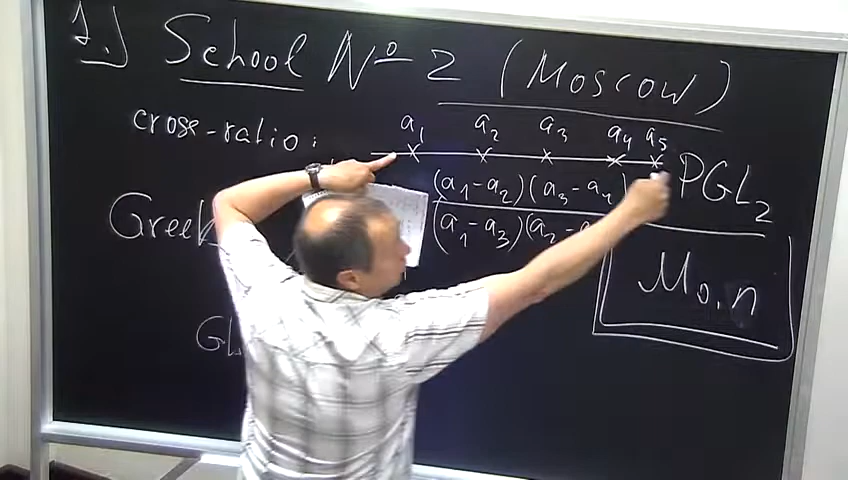 1.) School № 2 (Moscow)
cross-ratio:
a₁ a₂ a₃ a₄ a₅
(a₁-a₂)(a₃-a₄)
(a₁-a₃)(a₂-
PGL₂
Greek
M₀,n
GL